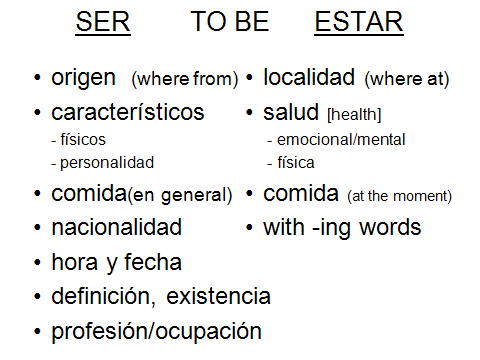 SER TO BE ESTAR
• origen (where from) • localidad (where at)
• característicos • salud [health]
- físicos - emocional/mental
- personalidad - física
• comida(en general) • comida (at the moment)
• nacionalidad • with -ing words
• hora y fecha
• definición, existencia
• profesión/ocupación